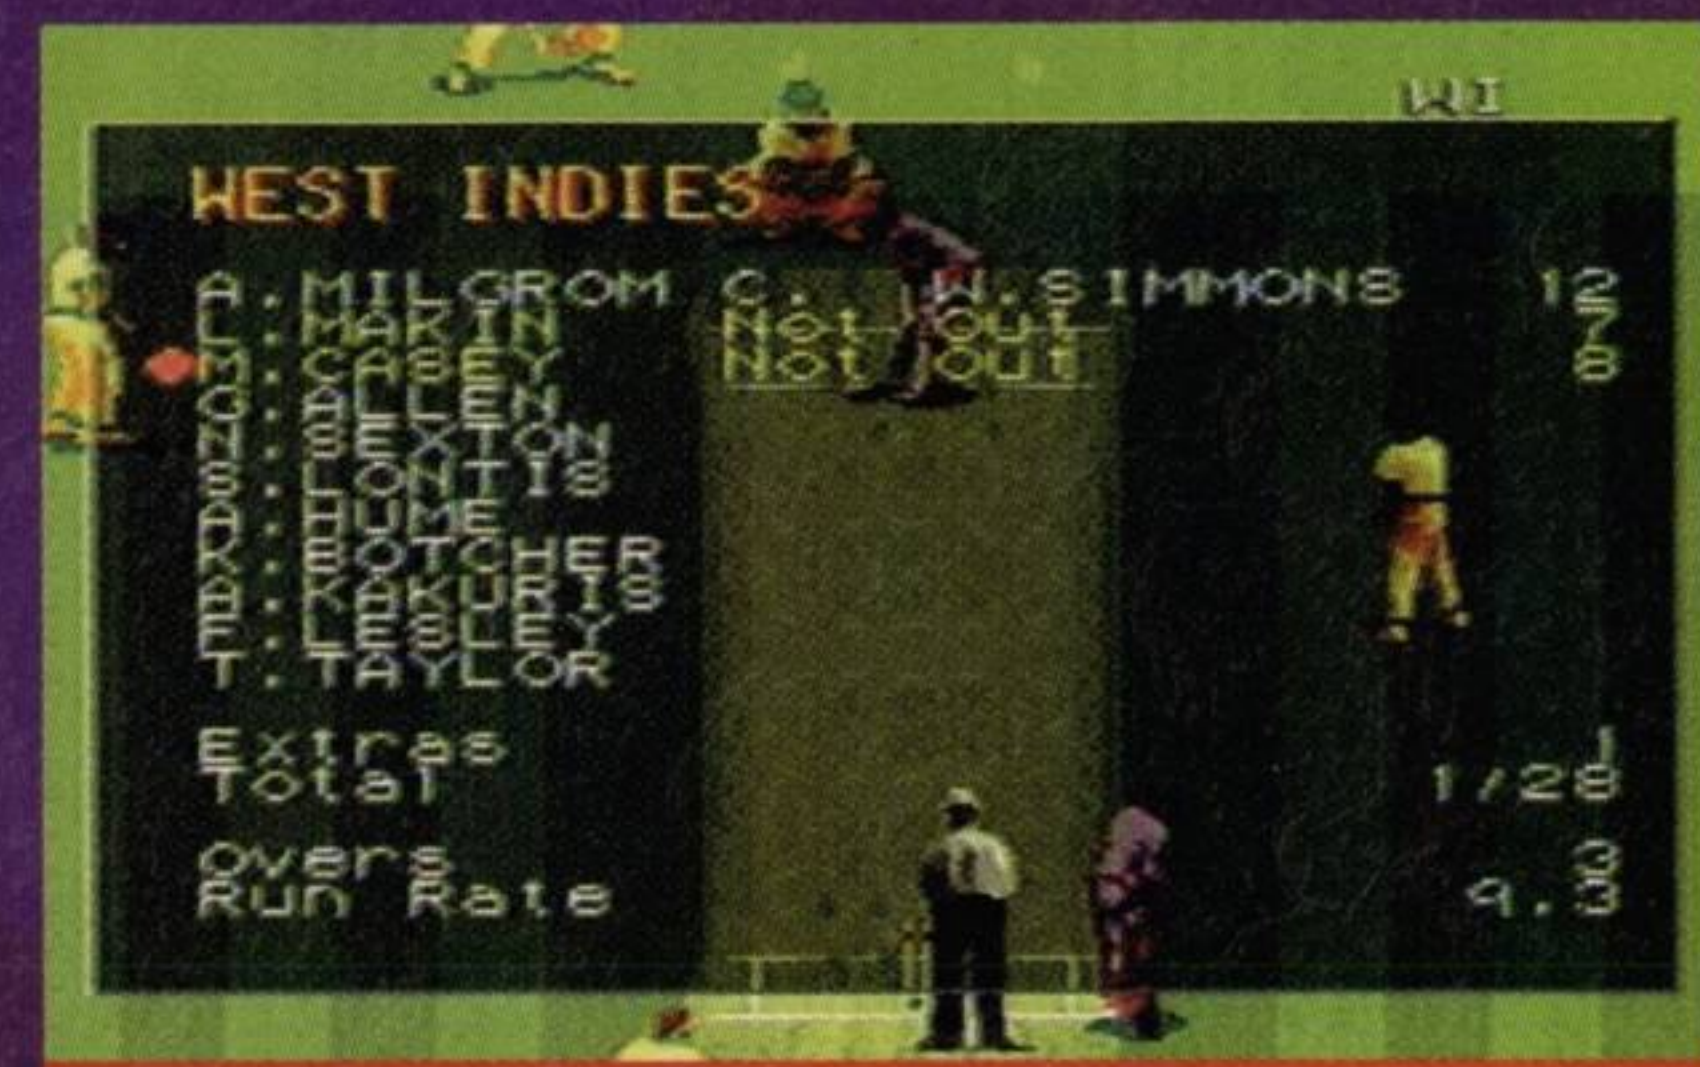 WI
WEST INDIES
A.MILGROM C. W.SIMMONS 12
L.MAKIN Not Out 7
M.CASEY Not Out 8
G.ALLEN
N.SEXTON
S.LONTIS
A.HUME
K.BOTCHER
A.KAKURIS
F.LESLEY
T.TAYLOR
Extras 1
Total 1/28
Overs 3
Run Rate 9.3